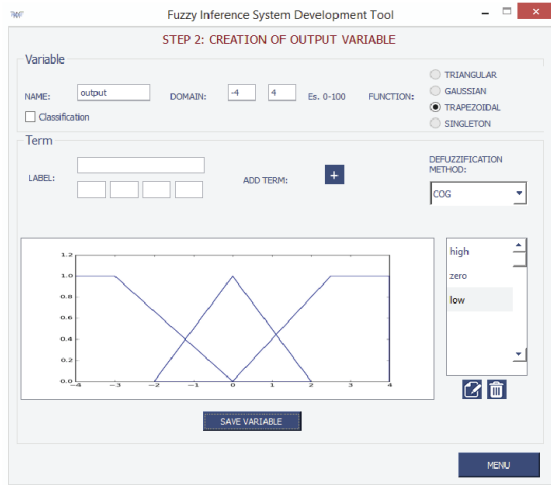 Fuzzy Inference System Development Tool
STEP 2: CREATION OF OUTPUT VARIABLE
Variable
NAME: output DOMAIN: -4 4 Es. 0-100 FUNCTION:
TRIANGULAR
GAUSSIAN
TRAPEZOIDAL
SINGLETON
Classification
Term
LABEL:
ADD TERM: +
DEFUZZIFICATION
METHOD:
COG
1.2
1.0
0.8
0.6
0.4
0.2
0.0
-4 -3 -2 -1 0 1 2 3 4
high
zero
low
SAVE VARIABLE
MENU